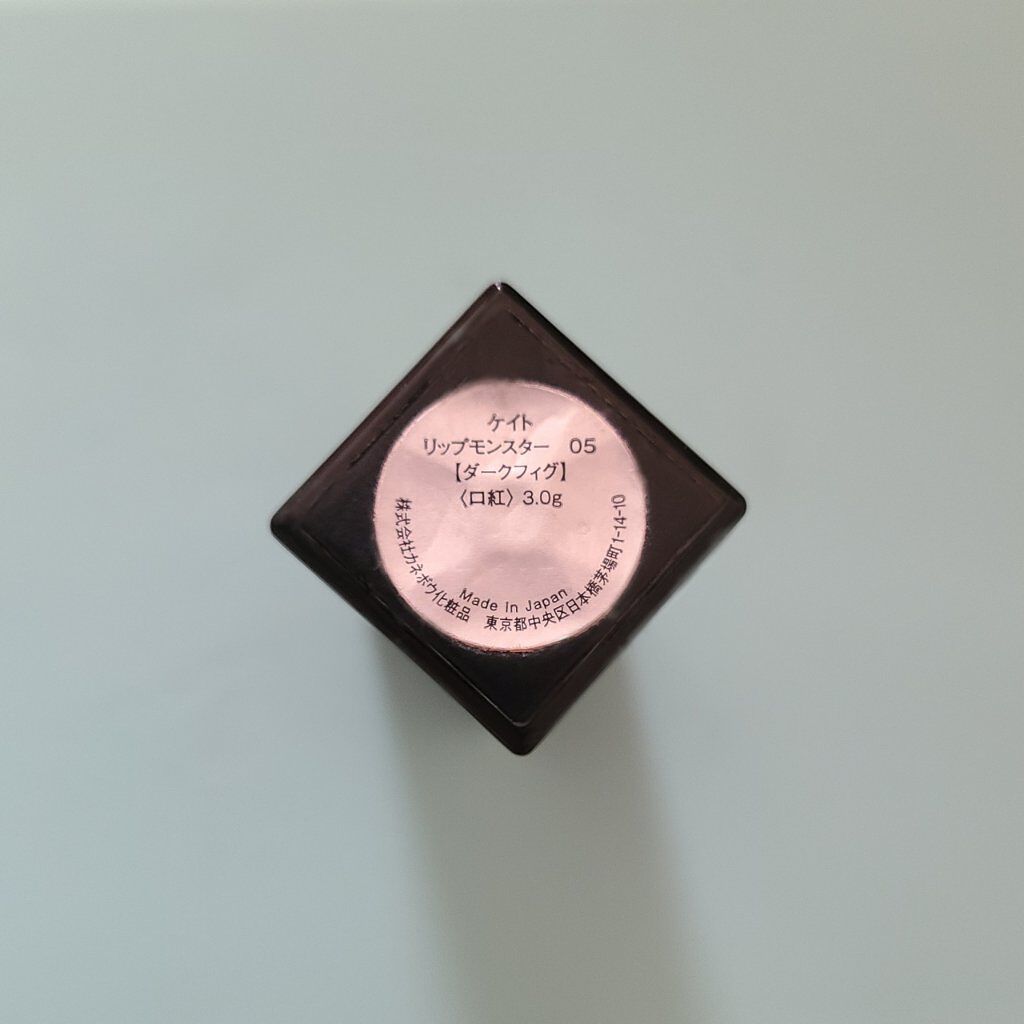 ケイト
リップモンスター　05
【ダークフィグ】
〈口紅〉3.0g
Made In Japan
株式会社カネボウ化粧品　東京都中央区日本橋茅場町1-14-10